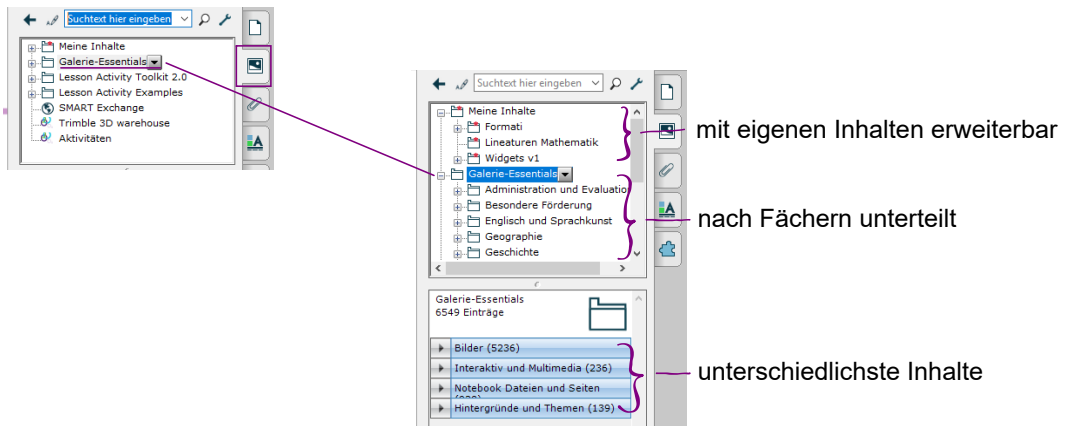 Suchtext hier eingeben
Meine Inhalte
Galerie-Essentials
Lesson Activity Toolkit 2.0
Lesson Activity Examples
SMART Exchange
Trimble 3D warehouse
Aktivitäten
Suchtext hier eingeben
Meine Inhalte
Formati
Lineaturen Mathematik
Widgets v1
mit eigenen Inhalten erweiterbar
Galerie-Essentials
Administration und Evaluation
Besondere Förderung
Englisch und Sprachkunst
Geographie
Geschichte
nach Fächern unterteilt
Galerie-Essentials
6549 Einträge
Bilder (5236)
Interaktiv und Multimedia (236)
Notebook Dateien und Seiten
Hintergründe und Themen (139)
unterschiedlichste Inhalte